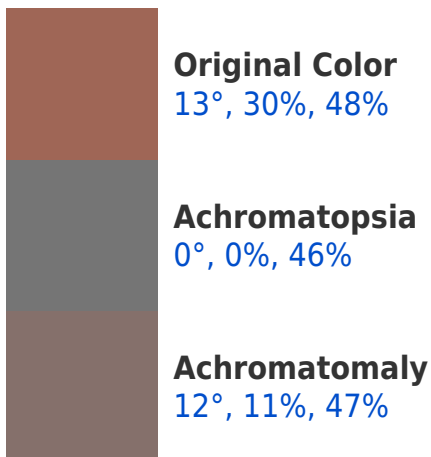 Original Color
13°, 30%, 48%
Achromatopsia
0°, 0%, 46%
Achromatomaly
12°, 11%, 47%